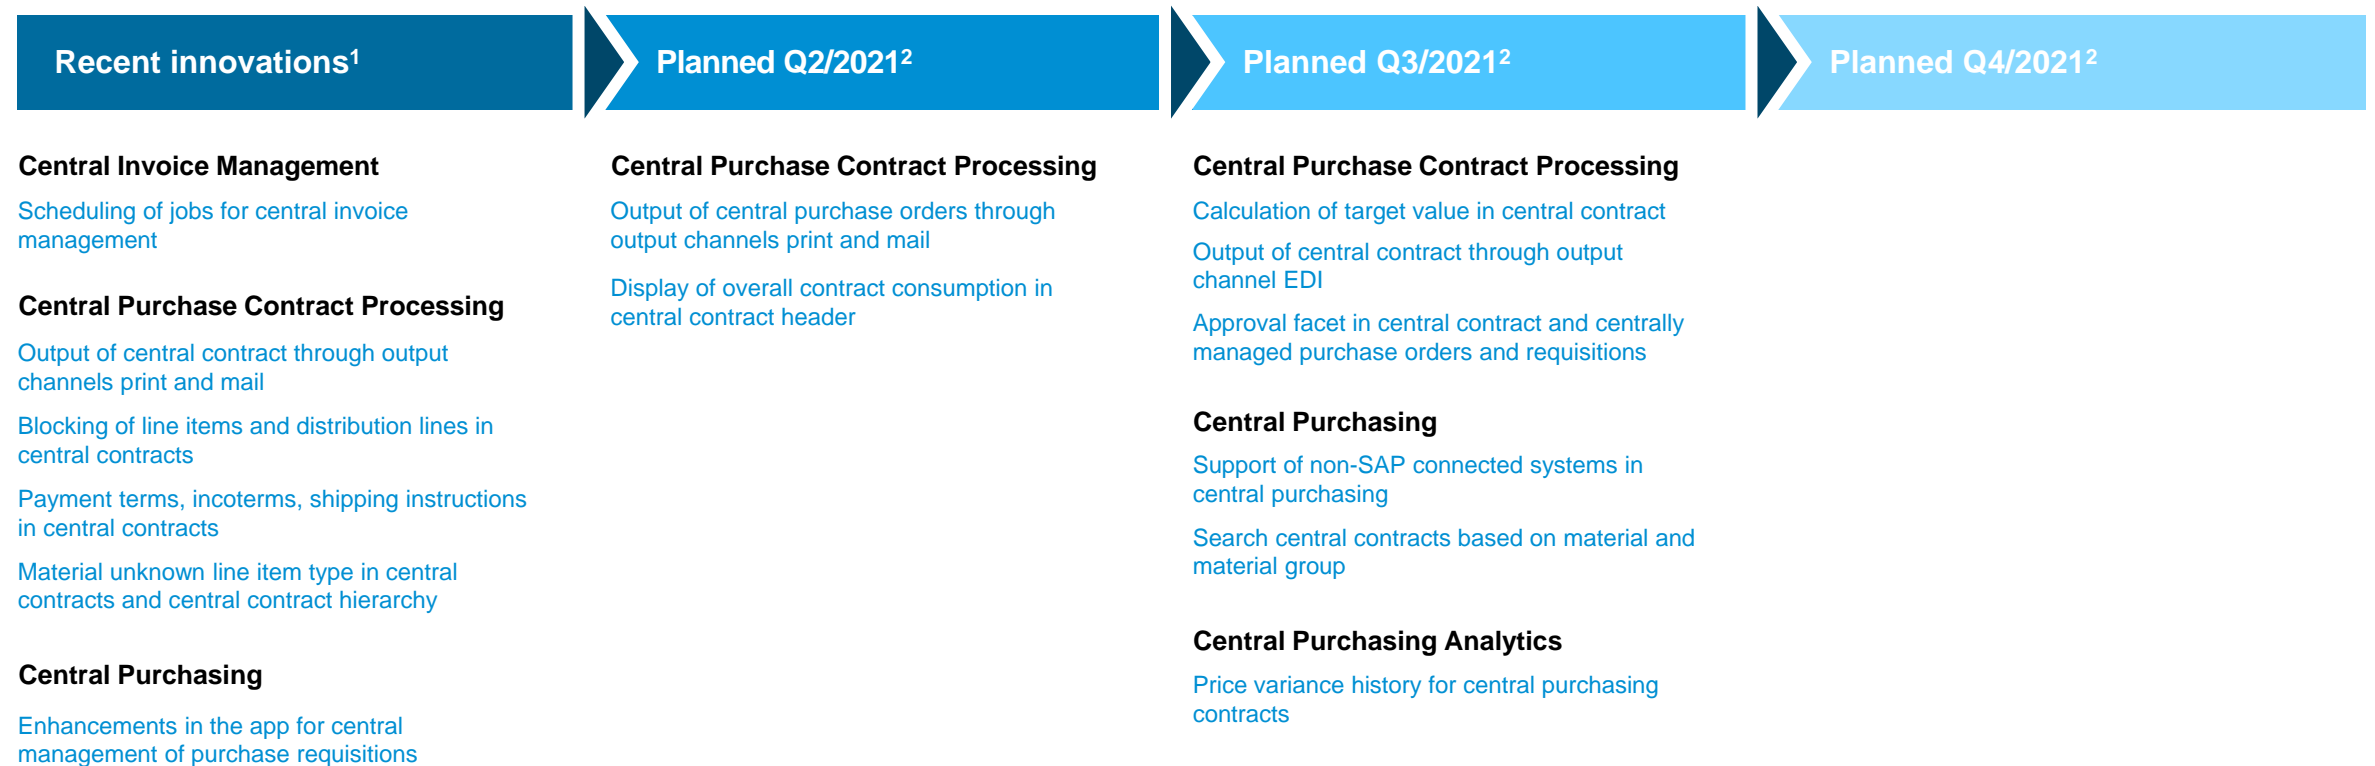 Recent innovations¹
Planned Q2/2021²
Planned Q3/2021²
Planned Q4/2021²
Central Invoice Management
Scheduling of jobs for central invoice
management
Central Purchase Contract Processing
Output of central contract through output
channels print and mail
Blocking of line items and distribution lines in
central contracts
Payment terms, incoterms, shipping instructions
in central contracts
Material unknown line item type in central
contracts and central contract hierarchy
Central Purchasing
Enhancements in the app for central
management of purchase requisitions
Central Purchase Contract Processing
Output of central purchase orders through
output channels print and mail
Display of overall contract consumption in
central contract header
Central Purchase Contract Processing
Calculation of target value in central contract
Output of central contract through output
channel EDI
Approval facet in central contract and centrally
managed purchase orders and requisitions
Central Purchasing
Support of non-SAP connected systems in
central purchasing
Search central contracts based on material and
material group
Central Purchasing Analytics
Price variance history for central purchasing
contracts